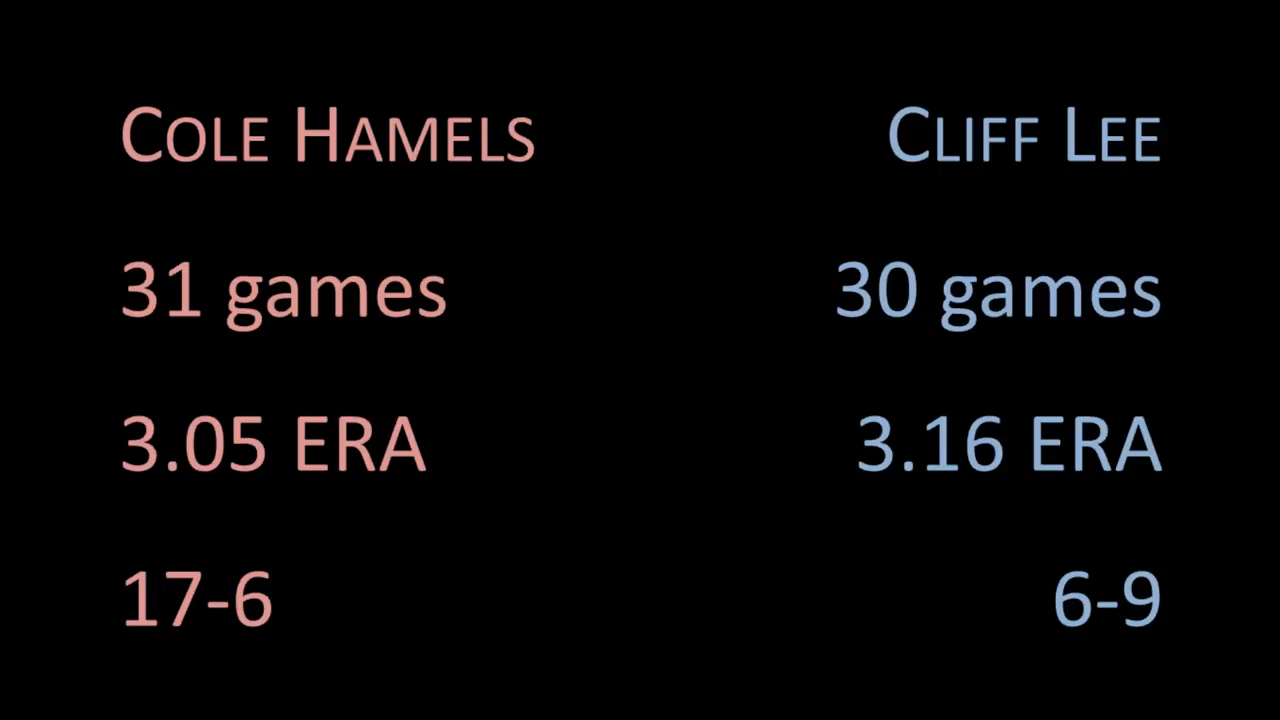 Cole Hamels
Cliff Lee
31 games
30 games
3.05 ERA
3.16 ERA
17-6
6-9